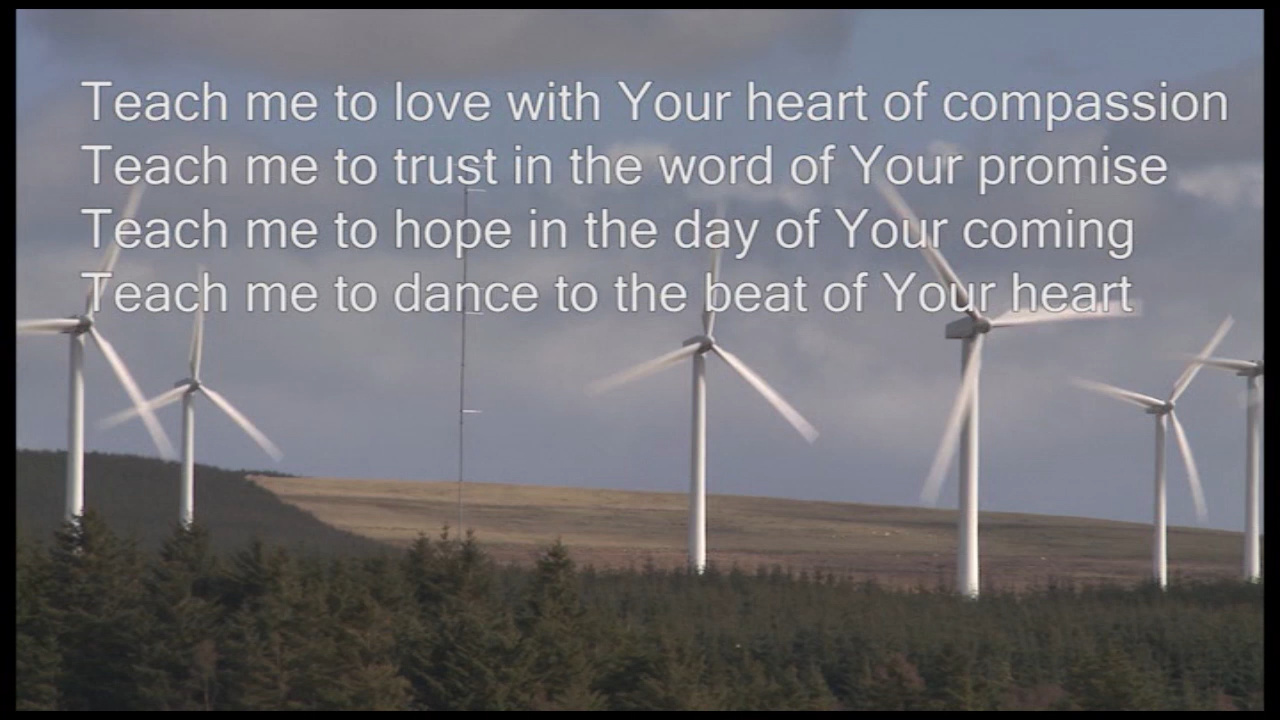 Teach me to love with Your heart of compassion
Teach me to trust in the word of Your promise
Teach me to hope in the day of Your coming
Teach me to dance to the beat of Your heart